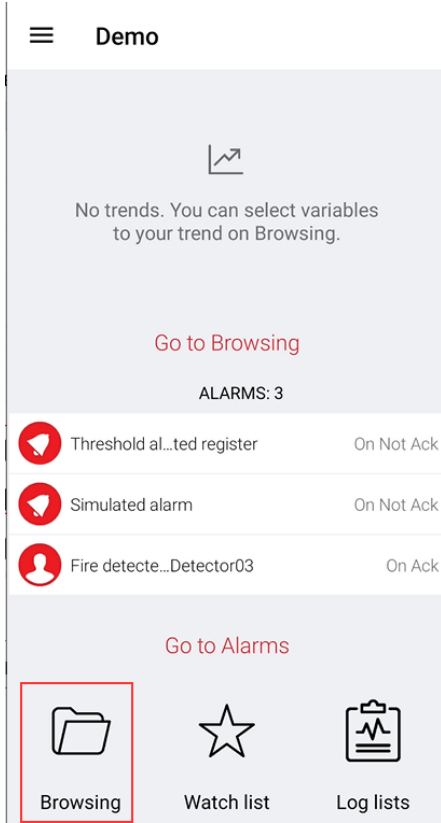 Demo
No trends. You can select variables
to your trend on Browsing.
Go to Browsing
ALARMS: 3
Threshold al...ted register On Not Ack
Simulated alarm On Not Ack
Fire detecte...Detector03 On Ack
Go to Alarms
Browsing Watch list Log lists